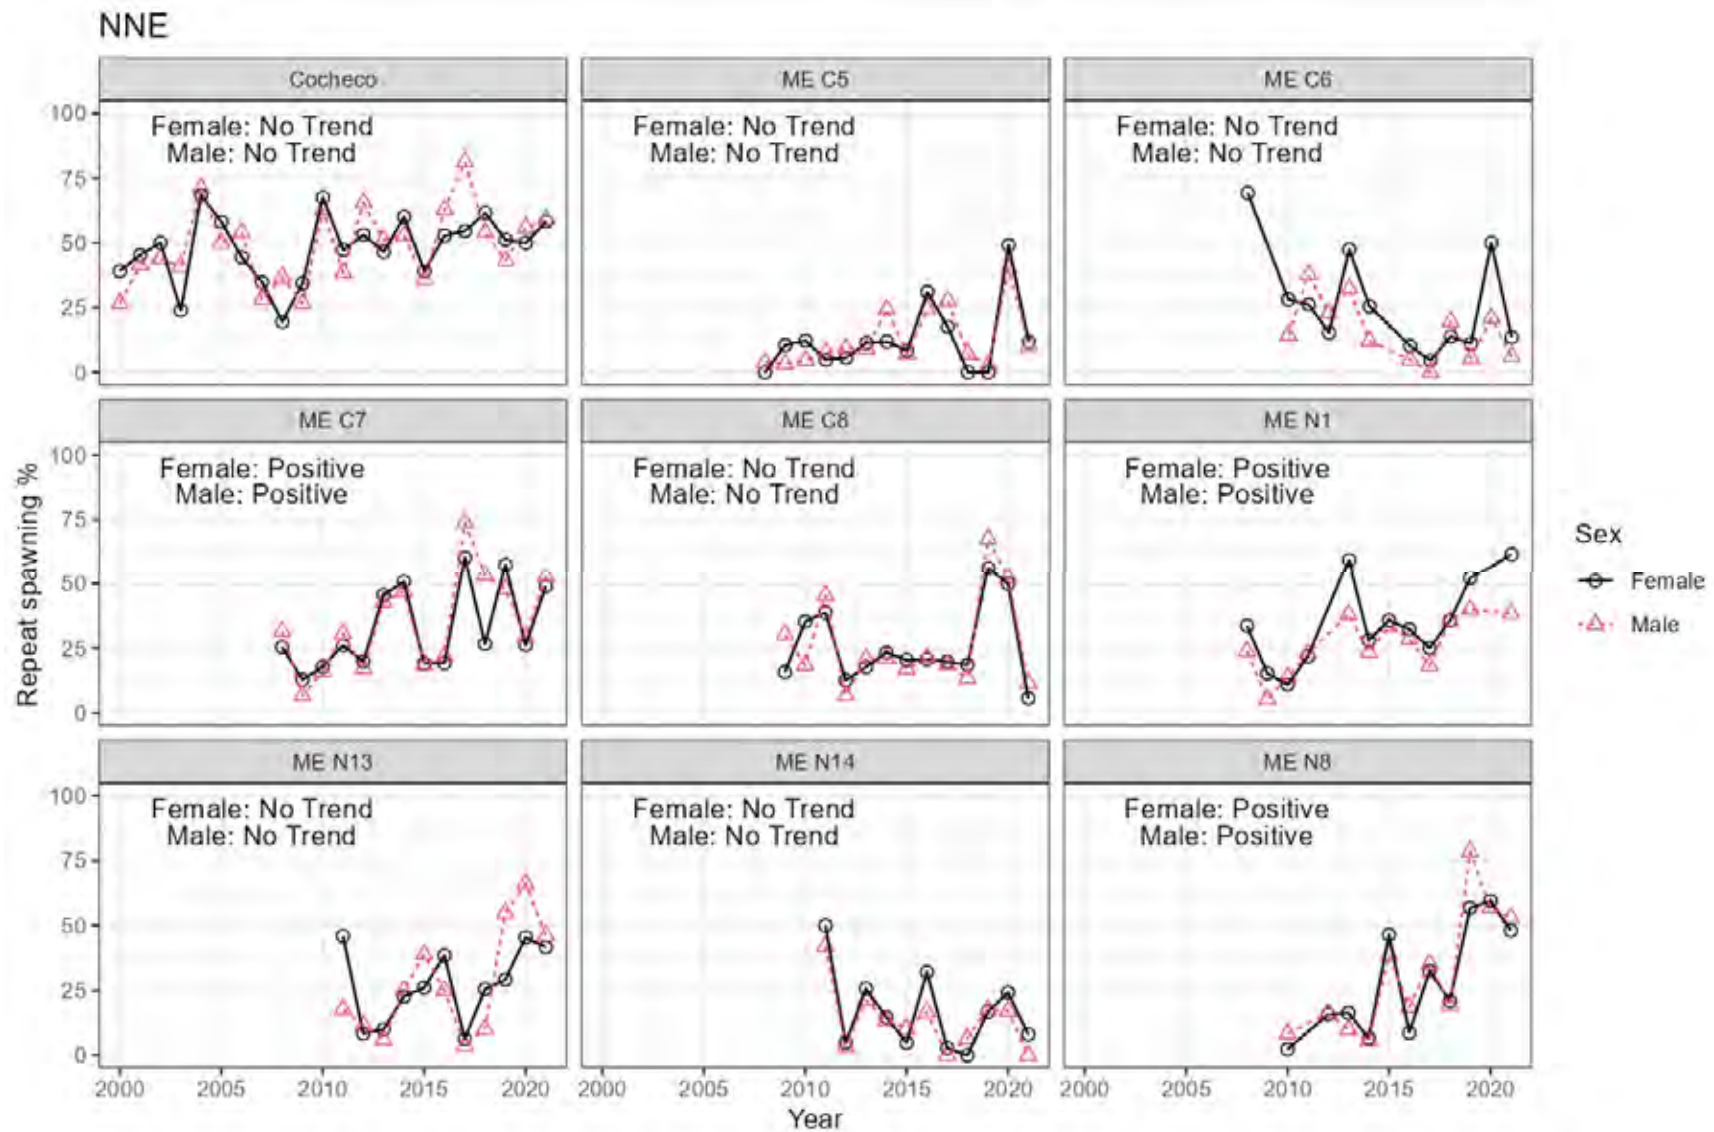 NNE
Cocheco
ME C5
ME C6
Female: No Trend
Male: No Trend
Female: No Trend
Male: No Trend
Female: No Trend
Male: No Trend
100
75
50
25
0
ME C7
ME C8
ME N1
Female: Positive
Male: Positive
Female: No Trend
Male: No Trend
Female: Positive
Male: Positive
100
75
50
25
0
Repeat spawning %
Sex
Female
Male
ME N13
ME N14
ME N8
Female: No Trend
Male: No Trend
Female: No Trend
Male: No Trend
Female: Positive
Male: Positive
100
75
50
25
0
2000 2005 2010 2015 2020
2000 2005 2010 2015 2020
2000 2005 2010 2015 2020
Year